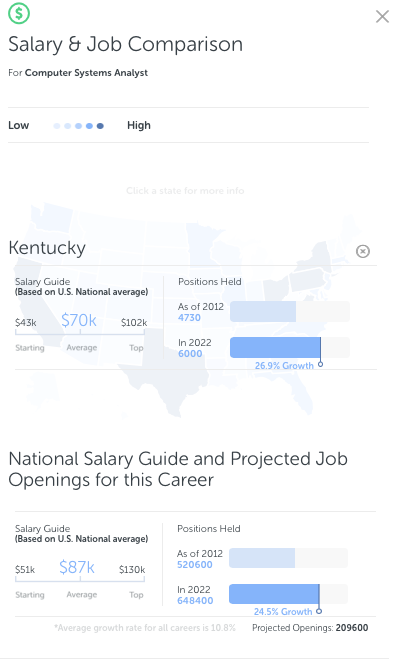 $
Salary & Job Comparison
For Computer Systems Analyst
Low High
Click a state for more info
Kentucky
Salary Guide
(Based on U.S. National average)
$43k $70k $102k
Starting Average Top
Positions Held
As of 2012
4730
In 2022
6000
26.9% Growth
National Salary Guide and Projected Job
Openings for this Career
Salary Guide
(Based on U.S. National average)
$51k $87k $130k
Starting Average Top
Positions Held
As of 2012
520600
In 2022
648400
24.5% Growth
*Average growth rate for all careers is 10.8% Projected Openings: 209600